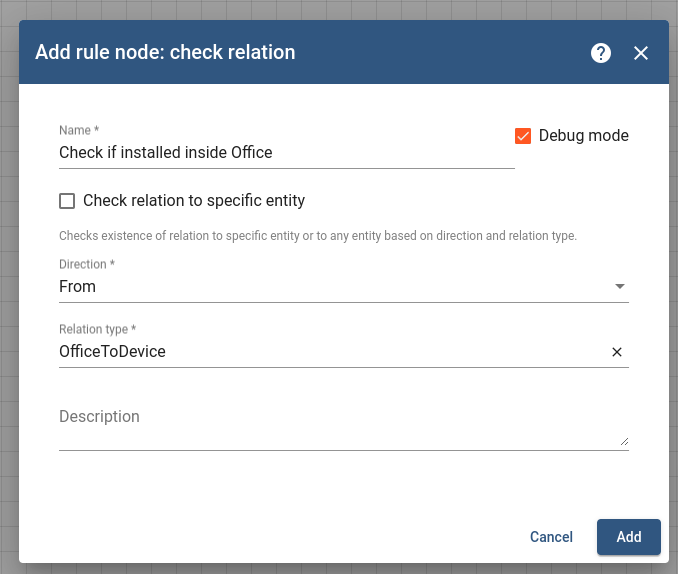 Add rule node: check relation
?
Name *
Check if installed inside Office
Debug mode
Check relation to specific entity
Checks existence of relation to specific entity or to any entity based on direction and relation type.
Direction *
From
Relation type *
OfficeToDevice
Description
Cancel
Add